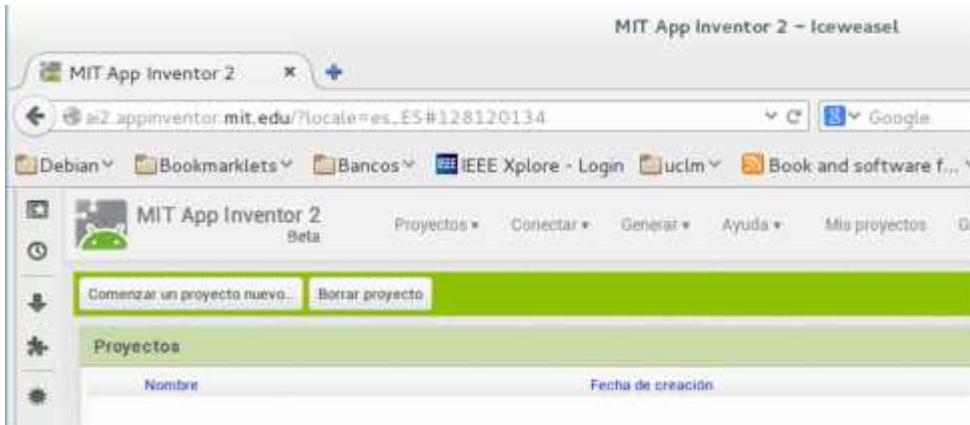 MIT App Inventor 2 - Iceweasel
MIT App Inventor 2
ai2.appinventor.mit.edu/?locale=es_ES#128120134
Google
Debian Bookmarklets Bancos IEEE Xplore - Login uclm Book and software f...
MIT App Inventor 2
Beta
Proyectos Conectar Generar Ayuda Mis proyectos G
Comenzar un proyecto nuevo... Borrar proyecto
Proyectos
Nombre Fecha de creación